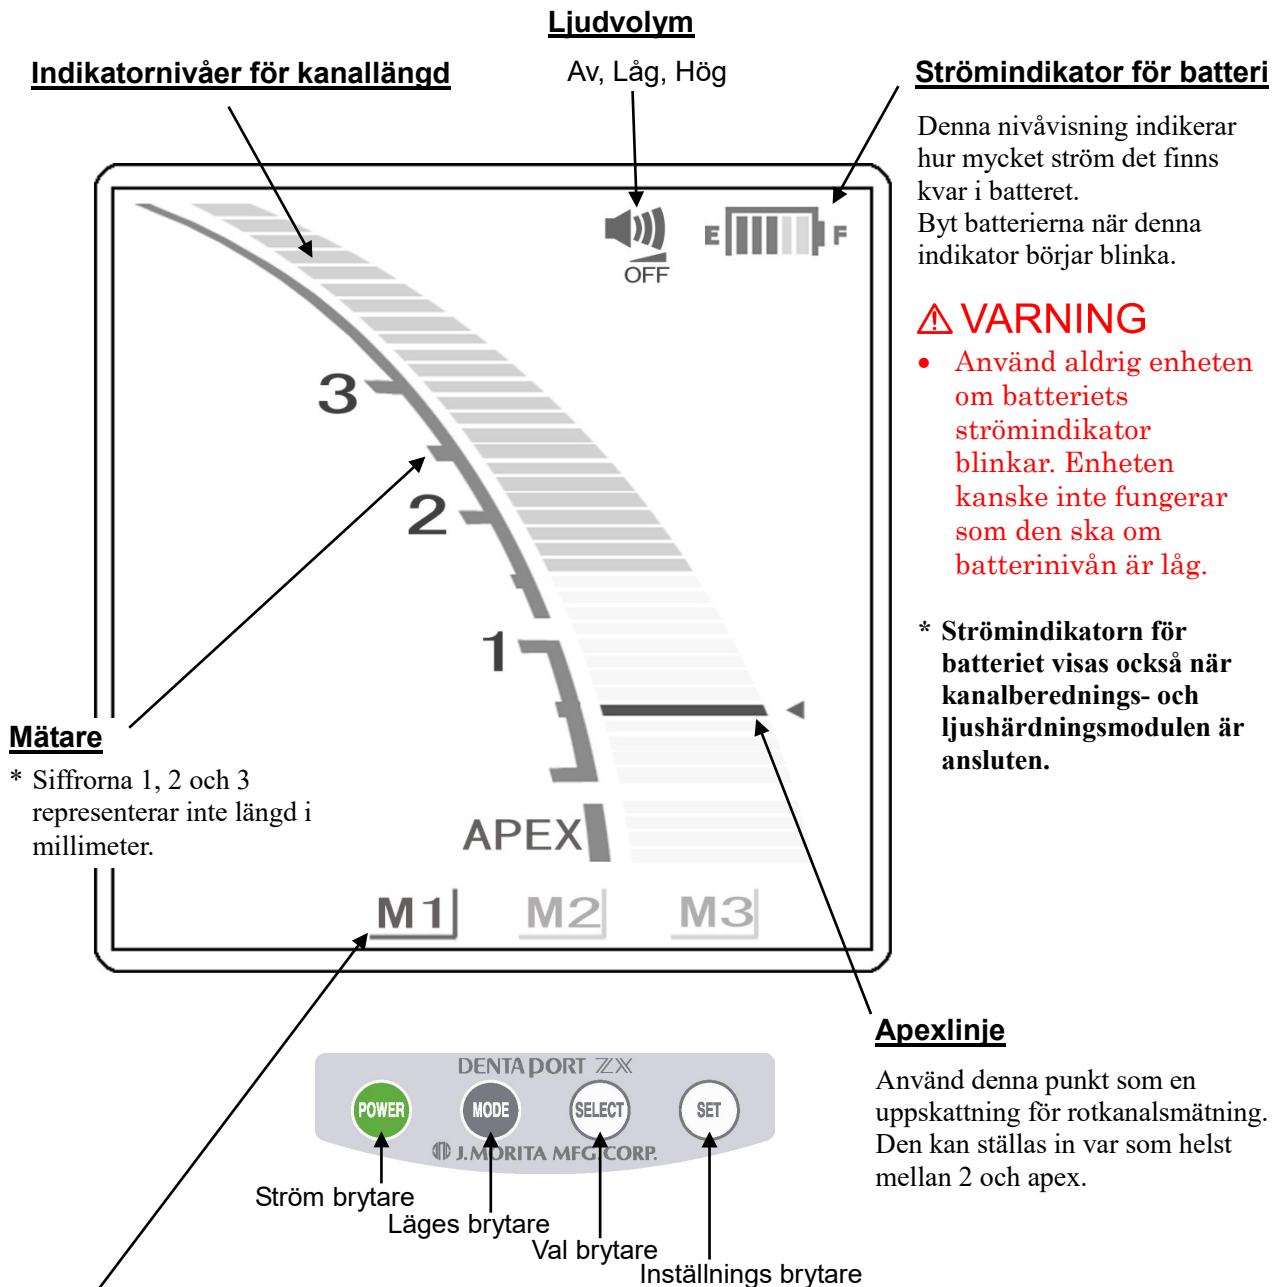 Ljudvolym
Av, Låg, Hög
Indikatornivåer för kanallängd
Strömindikator för batteri
Denna nivåvisning indikerar
hur mycket ström det finns
kvar i batteret.
Byt batterierna när denna
indikator börjar blinka.
⚠ VARNING
• Använd aldrig enheten
om batteriets
strömindikator
blinkar. Enheten
kanske inte fungerar
som den ska om
batterinivån är låg.
* Strömindikatorn för
batteriet visas också när
kanalberednings- och
ljushärdningsmodulen är
ansluten.
OFF
E F
3
2
1
APEX
M1 M2 M3
Mätare
* Siffrorna 1, 2 och 3
representerar inte längd i
millimeter.
Apexlinje
Använd denna punkt som en
uppskattning för rotkanalsmätning.
Den kan ställas in var som helst
mellan 2 och apex.
DENTAPORT ZX
POWER MODE SELECT SET
J.MORITA MFG.CORP.
Ström brytare
Läges brytare
Val brytare
Inställnings brytare